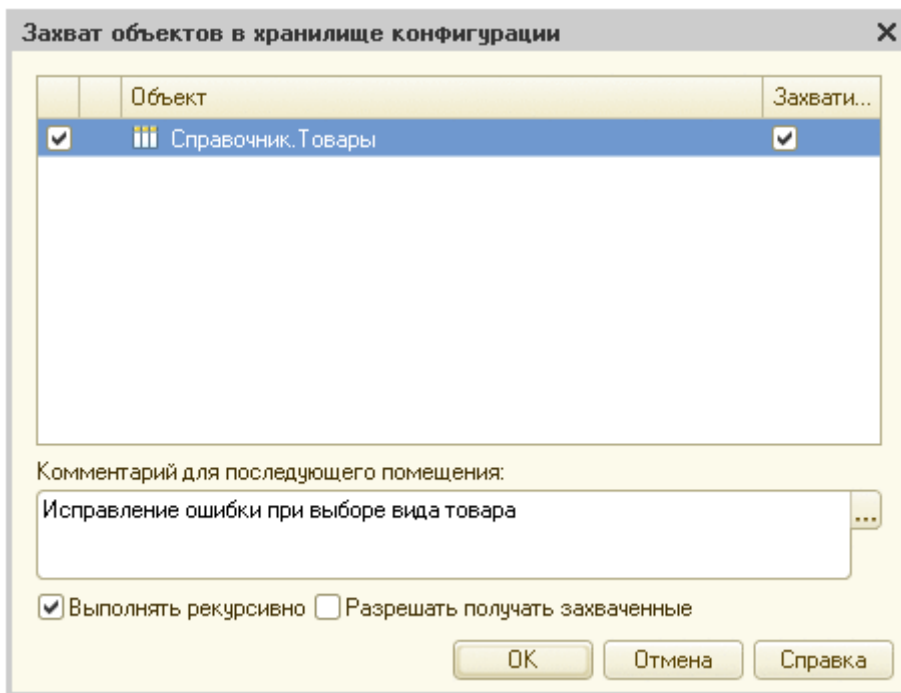 Захват объектов в хранилище конфигурации
Объект Захвати...
Справочник.Товары
Комментарий для последующего помещения:
Исправление ошибки при выборе вида товара
...
Выполнять рекурсивно Разрешать получать захваченные
ОК Отмена Справка